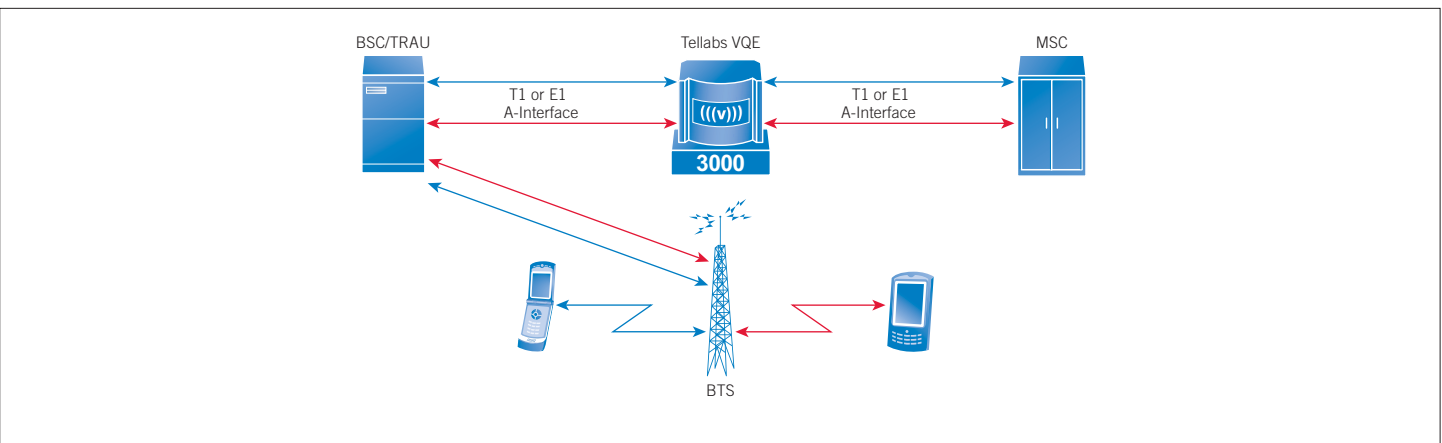 BSC/TRAU
Tellabs VQE
MSC
T1 or E1
A-Interface
T1 or E1
A-Interface
(((v)))
3000
BTS